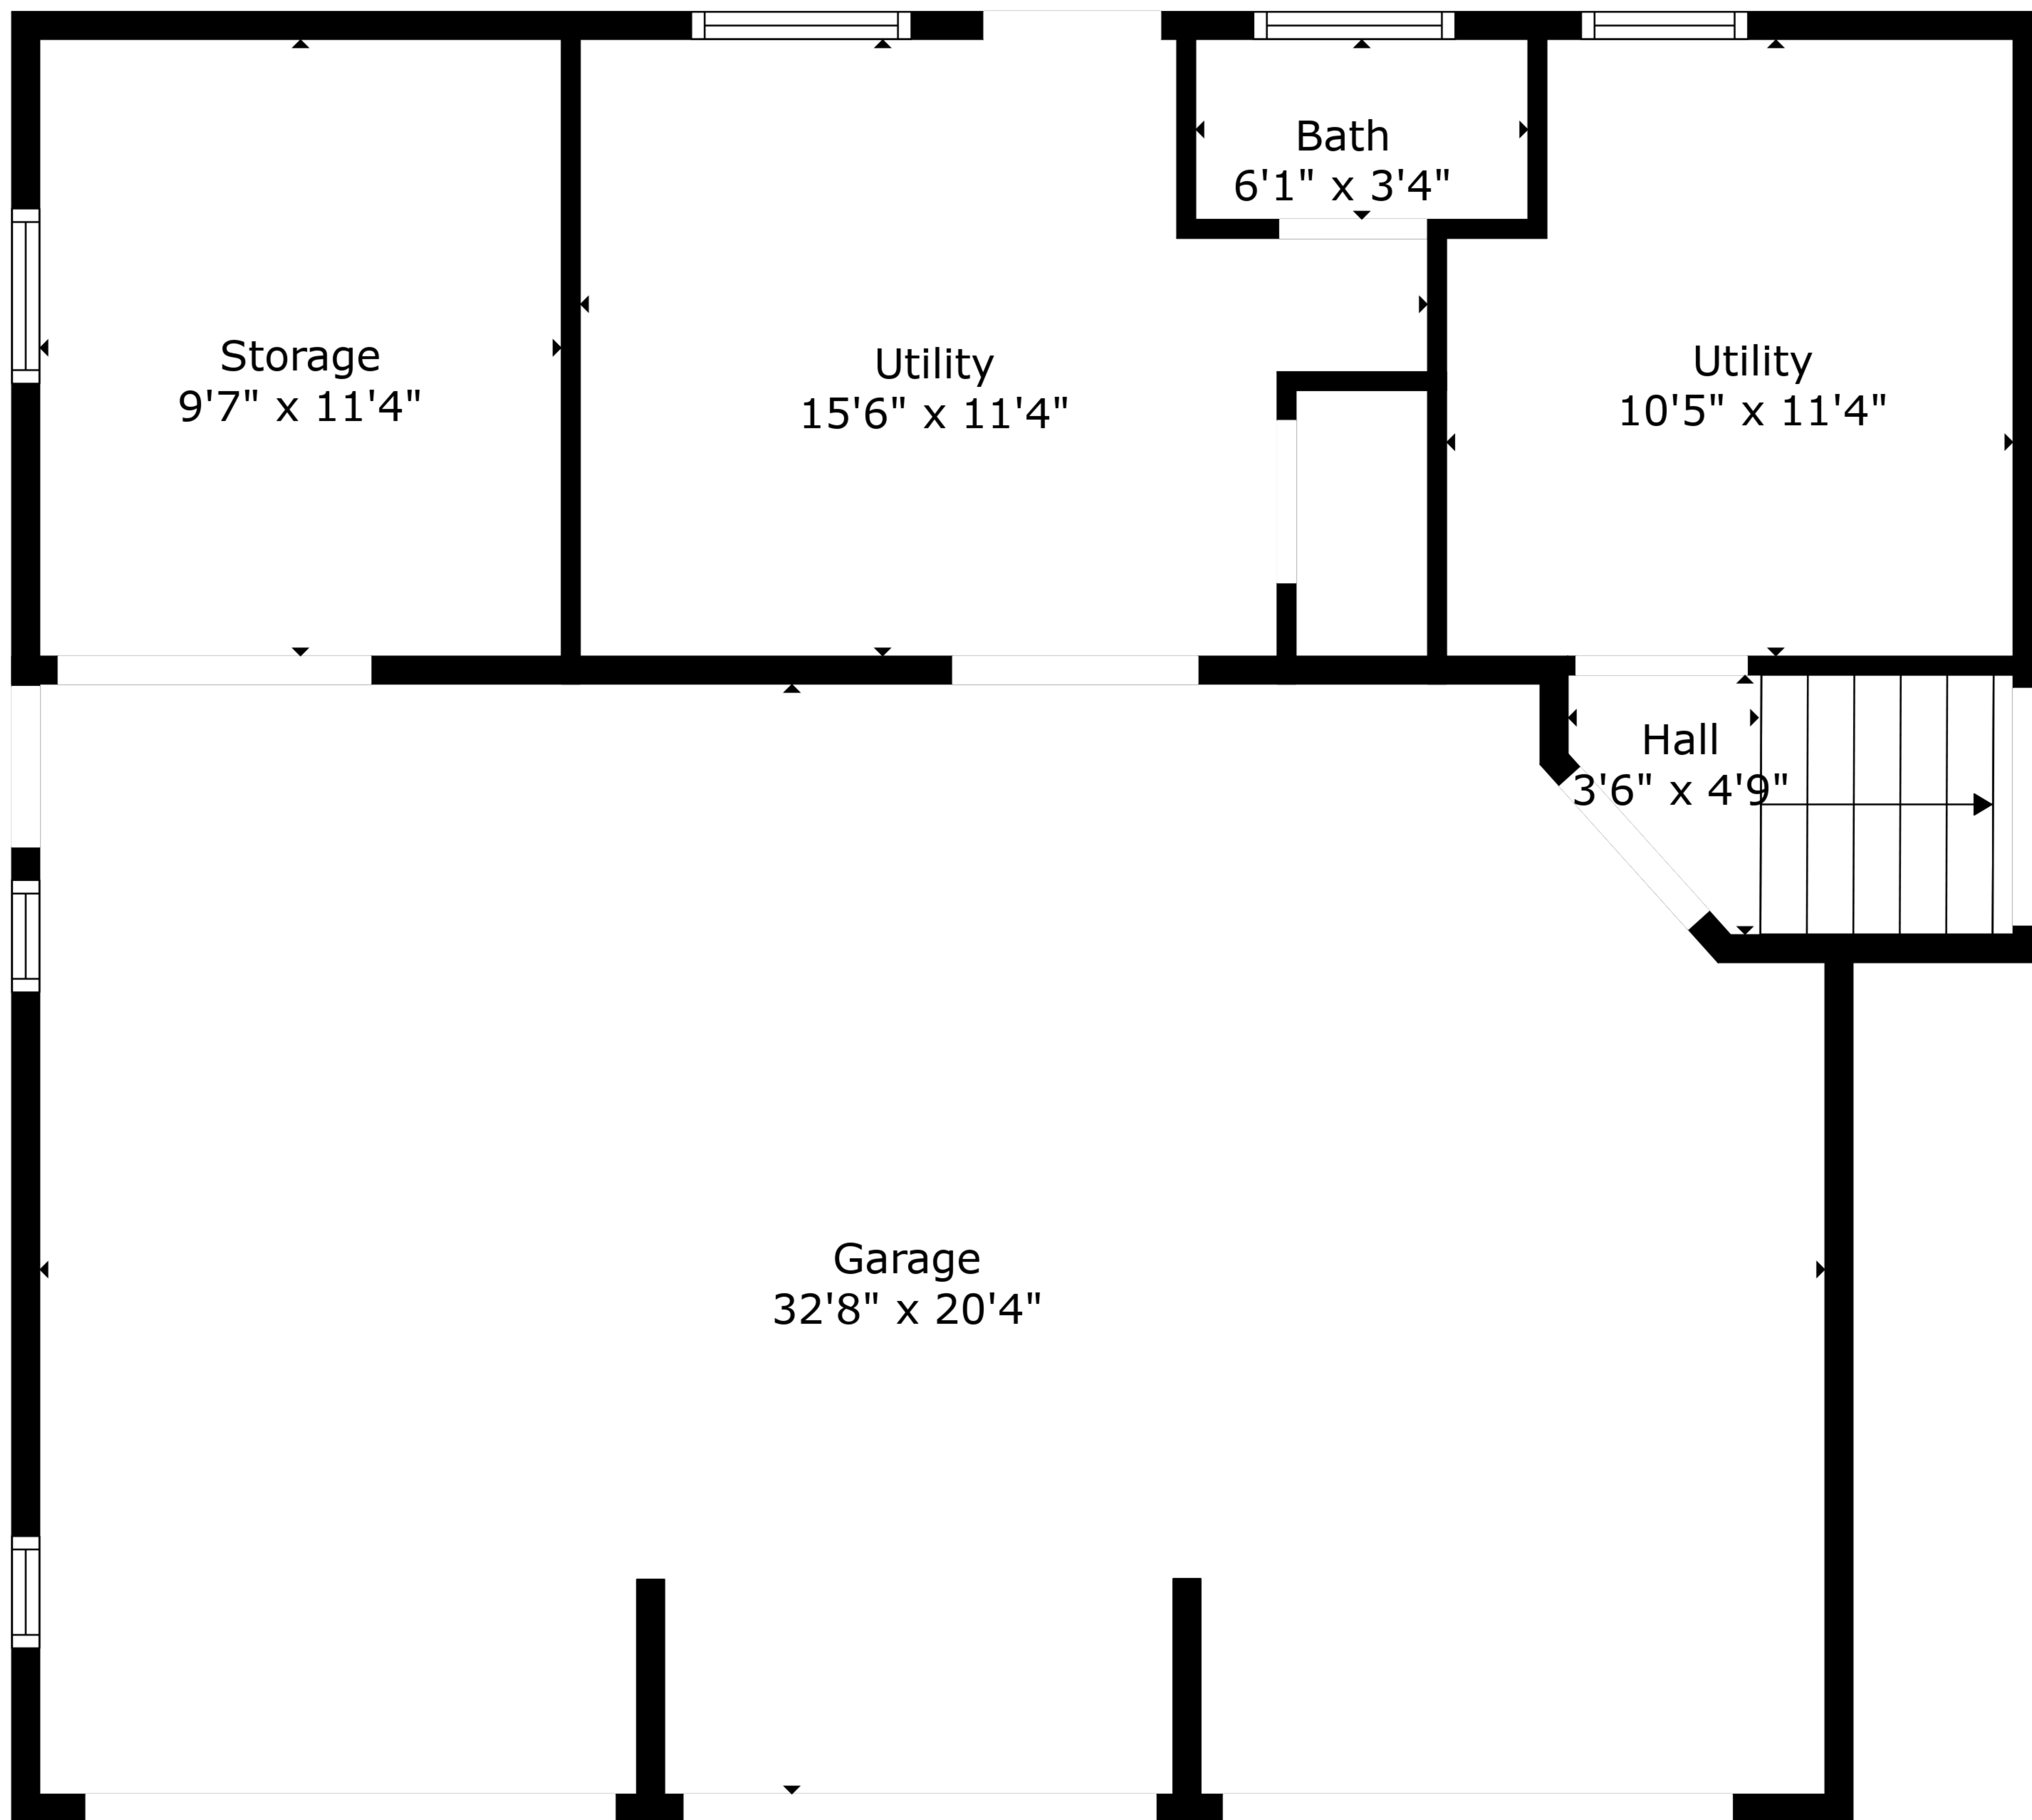 Bath
6'1" x 3'4"
Storage
9'7" x 11'4"
Utility
15'6" x 11'4"
Utility
10'5" x 11'4"
Hall
3'6" x 4'9"
Garage
32'8" x 20'4"